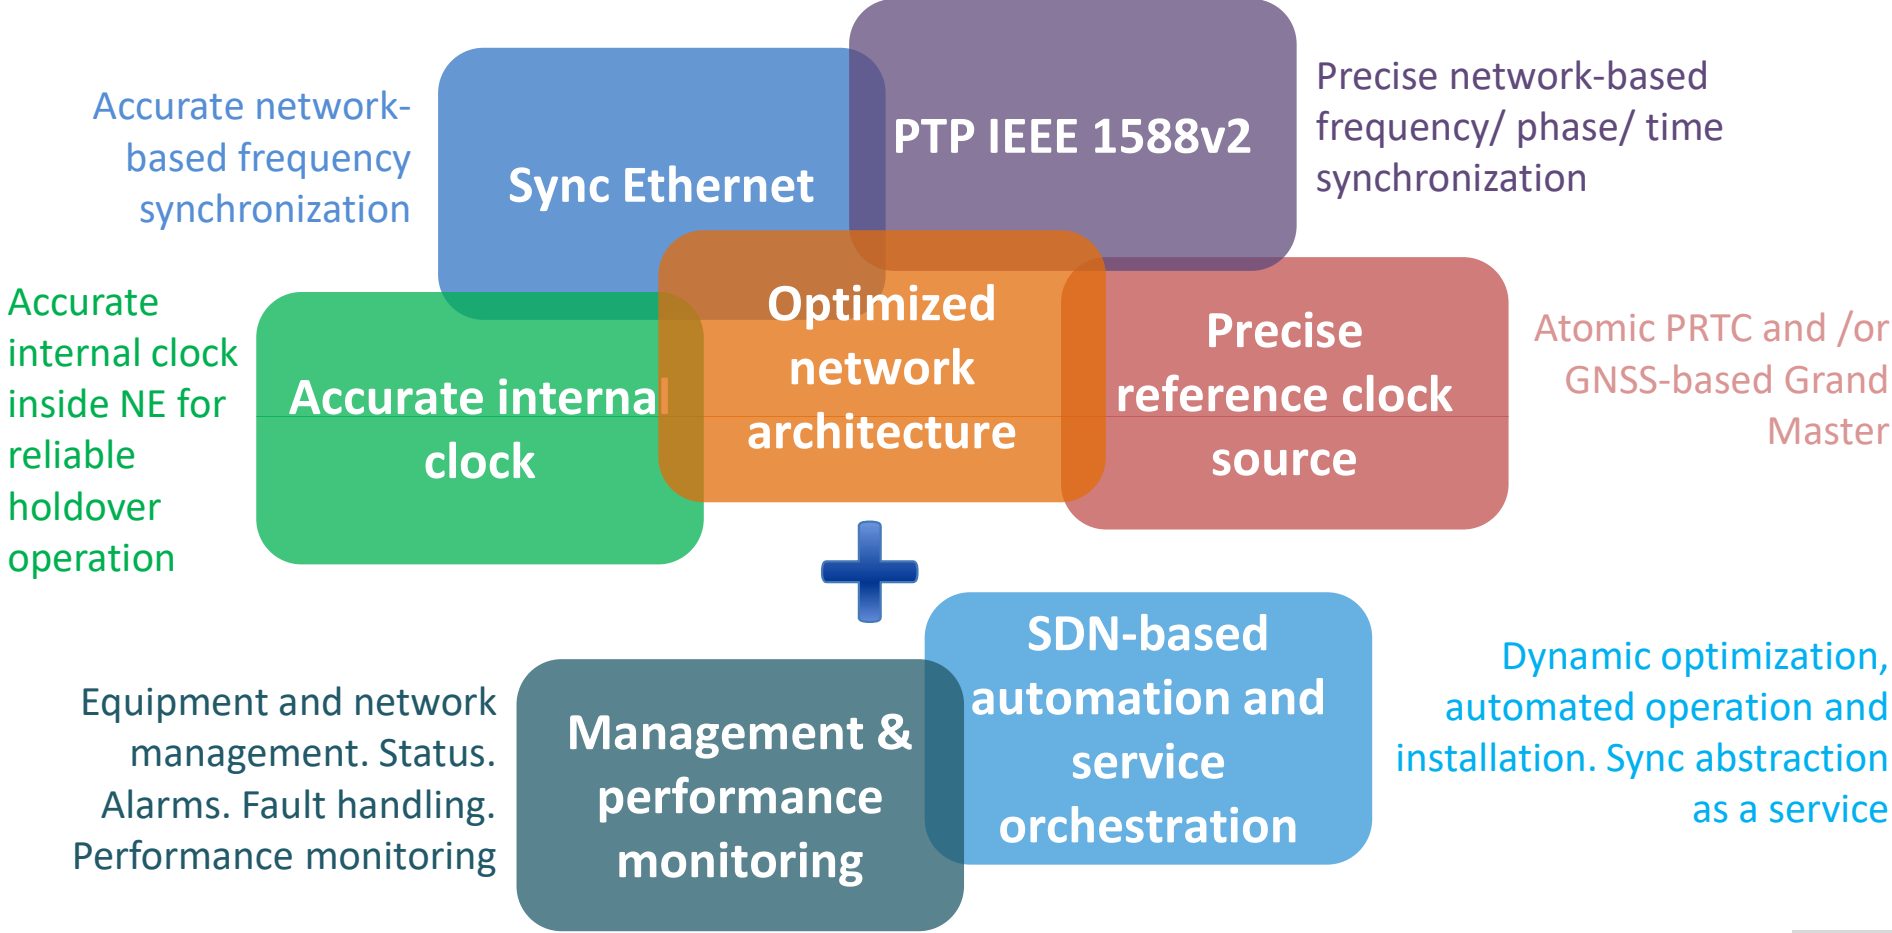 Accurate network-
based frequency
synchronization
Sync Ethernet
PTP IEEE 1588v2
Precise network-based
frequency/ phase/ time
synchronization
Accurate
internal clock
inside NE for
reliable
holdover
operation
Accurate internal
clock
Optimized
network
architecture
Precise
reference clock
source
Atomic PRTC and /or
GNSS-based Grand
Master
Equipment and network
management. Status.
Alarms. Fault handling.
Performance monitoring
Management &
performance
monitoring
SDN-based
automation and
service
orchestration
Dynamic optimization,
automated operation and
installation. Sync abstraction
as a service